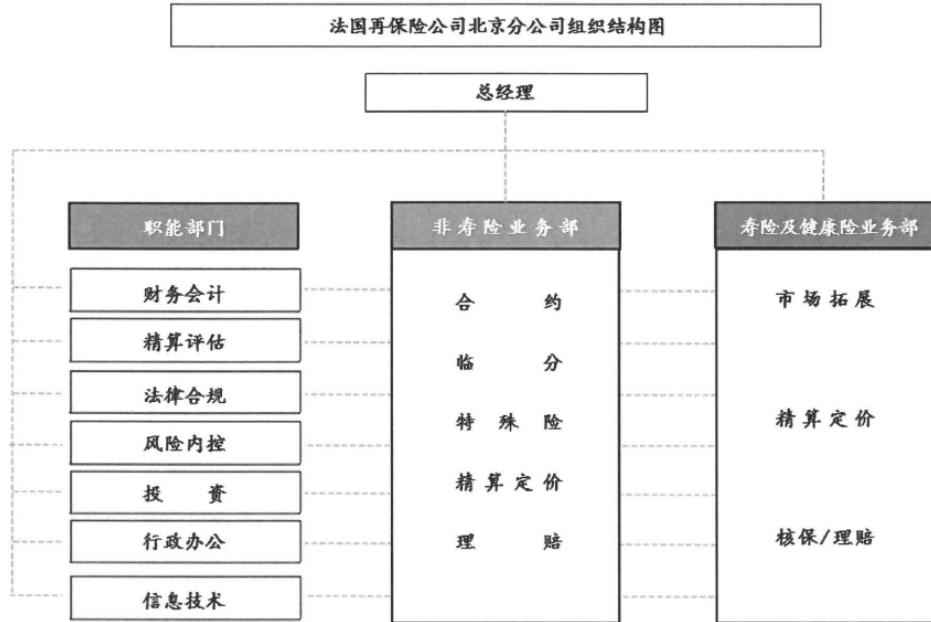 法国再保险公司北京分公司组织结构图
总经理
职能部门
财务会计
精算评估
法律合规
风险内控
投 资
行政办公
信息技术
非寿险业务部
合 约
临 分
特 殊 险
精 算 定 价
理 赔
寿险及健康险业务部
市 场 拓 展
精 算 定 价
核保/理赔